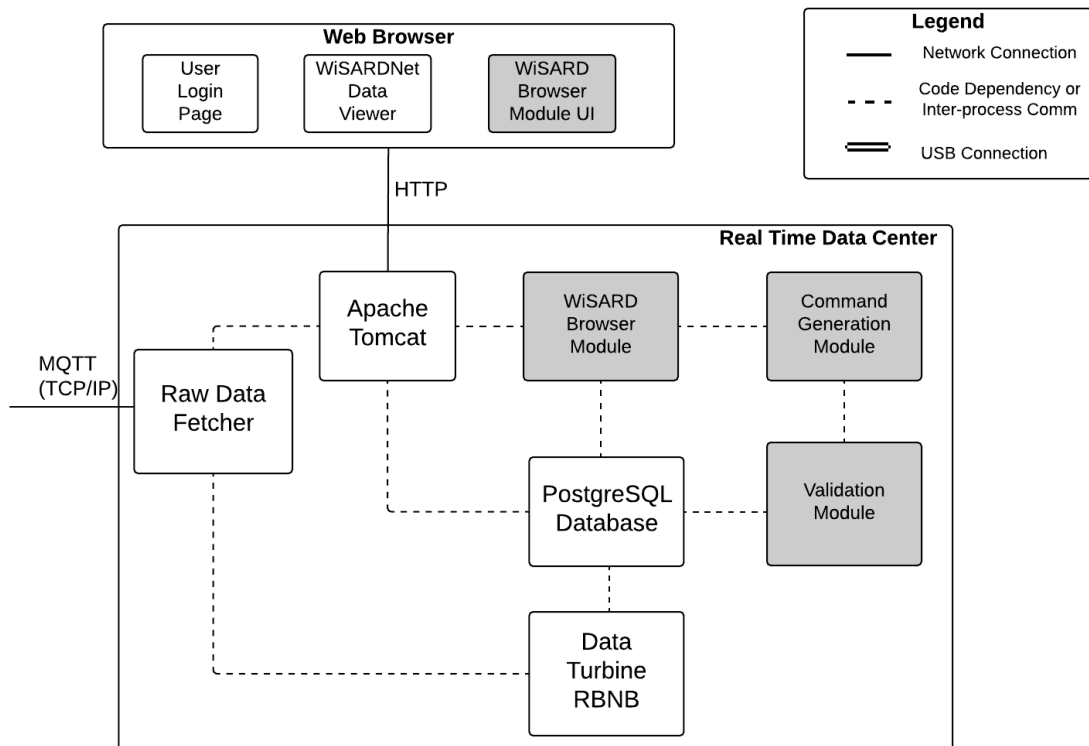 Web Browser
User
Login
Page
WiSARDNet
Data
Viewer
WiSARD
Browser
Module UI
Legend
Network Connection
Code Dependency or
Inter-process Comm
USB Connection
HTTP
Real Time Data Center
Apache
Tomcat
WiSARD
Browser
Module
Command
Generation
Module
MQTT
(TCP/IP)
Raw Data
Fetcher
PostgreSQL
Database
Validation
Module
Data
Turbine
RBNB